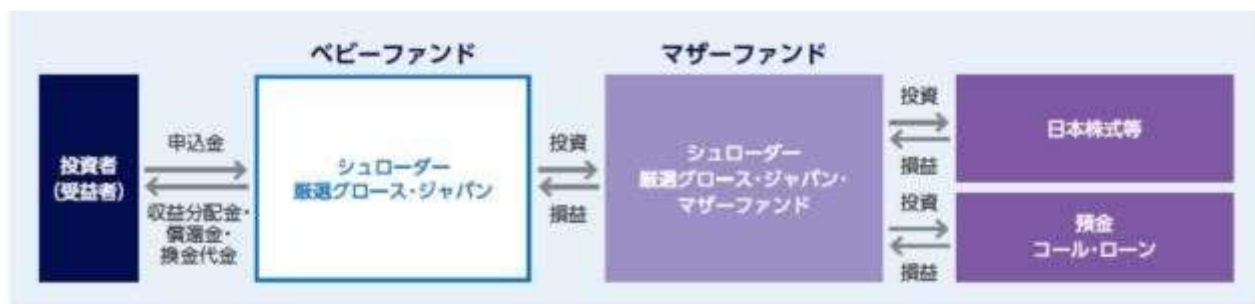 ベビーファンド
マザーファンド
投資者
(受益者)
申込金
収益分配金・
償還金・
換金代金
シュローダー
厳選グロース・ジャパン
投資
損益
シュローダー
厳選グロース・ジャパン・
マザーファンド
投資
損益
投資
損益
日本株式等
預金
コール・ローン